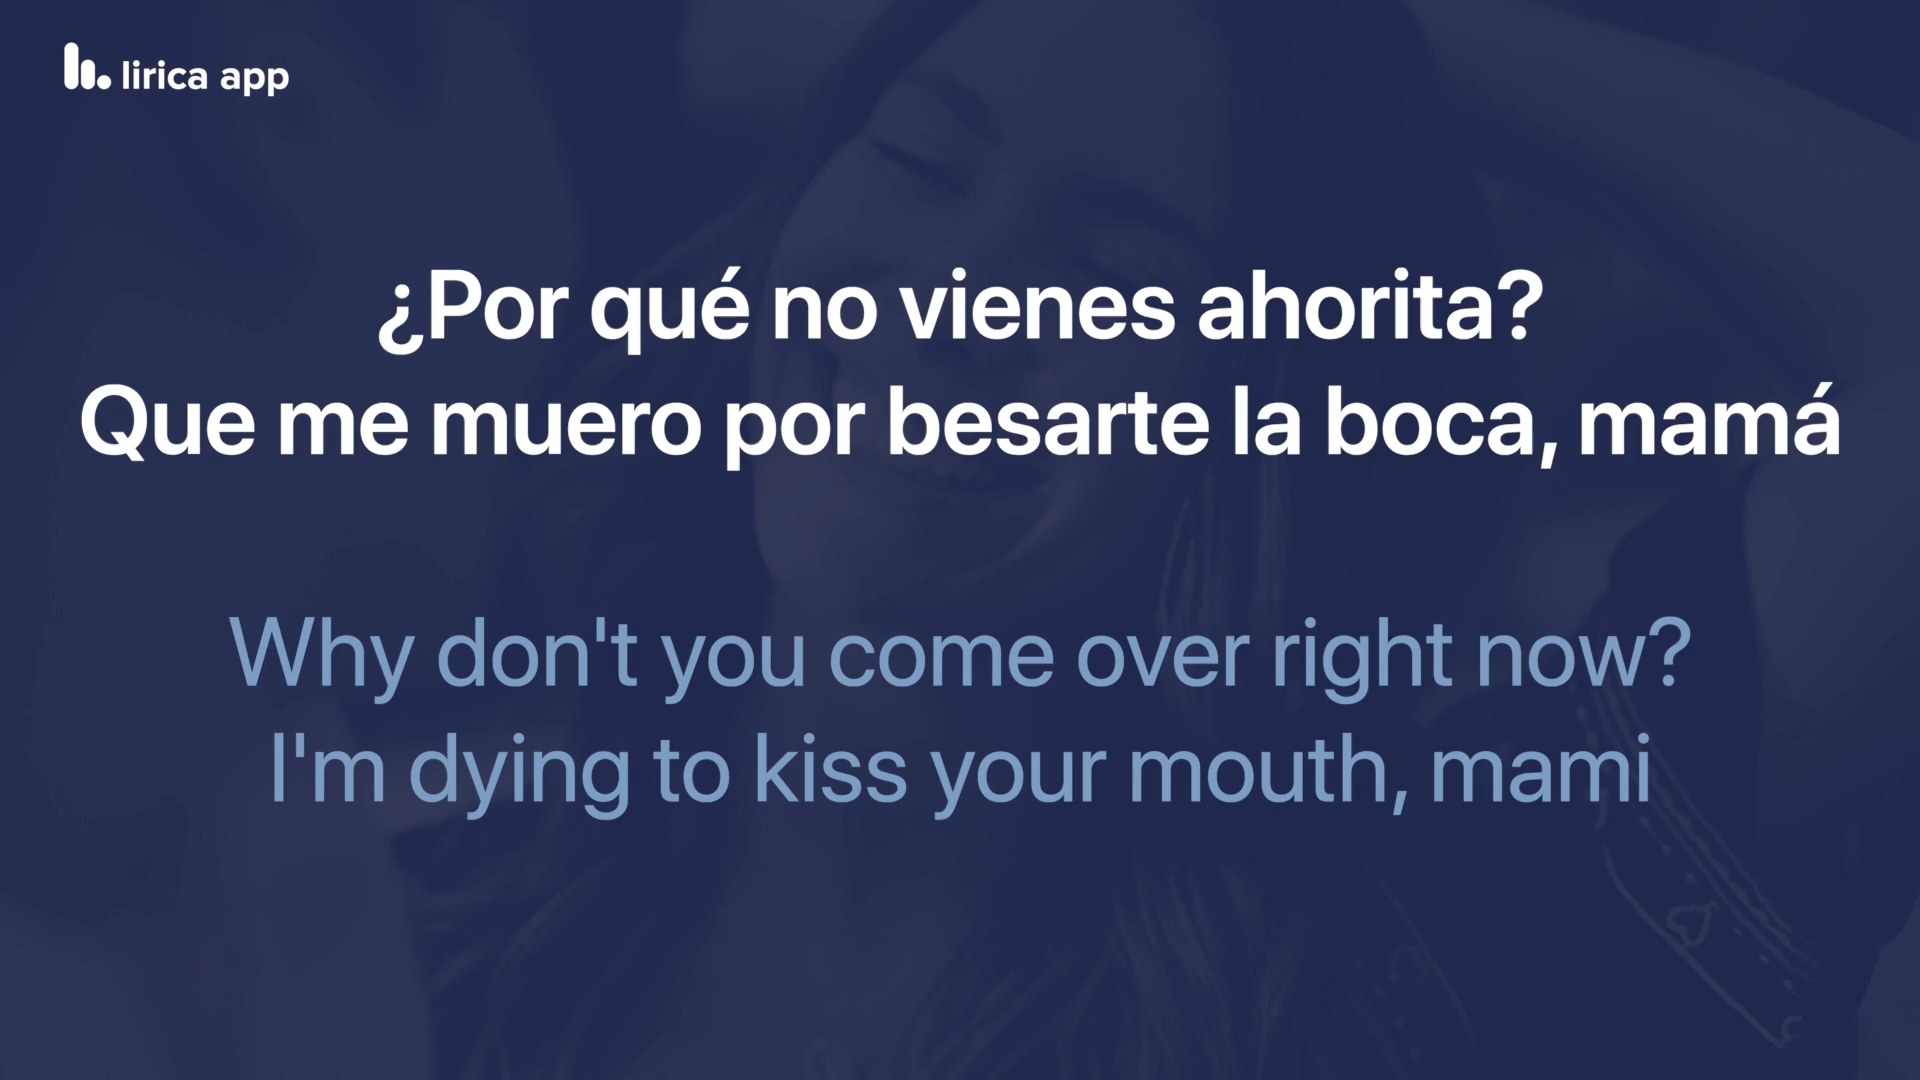 lirica app
¿Por qué no vienes ahorita?
Que me muero por besarte la boca, mamá
Why don't you come over right now?
I'm dying to kiss your mouth, mami